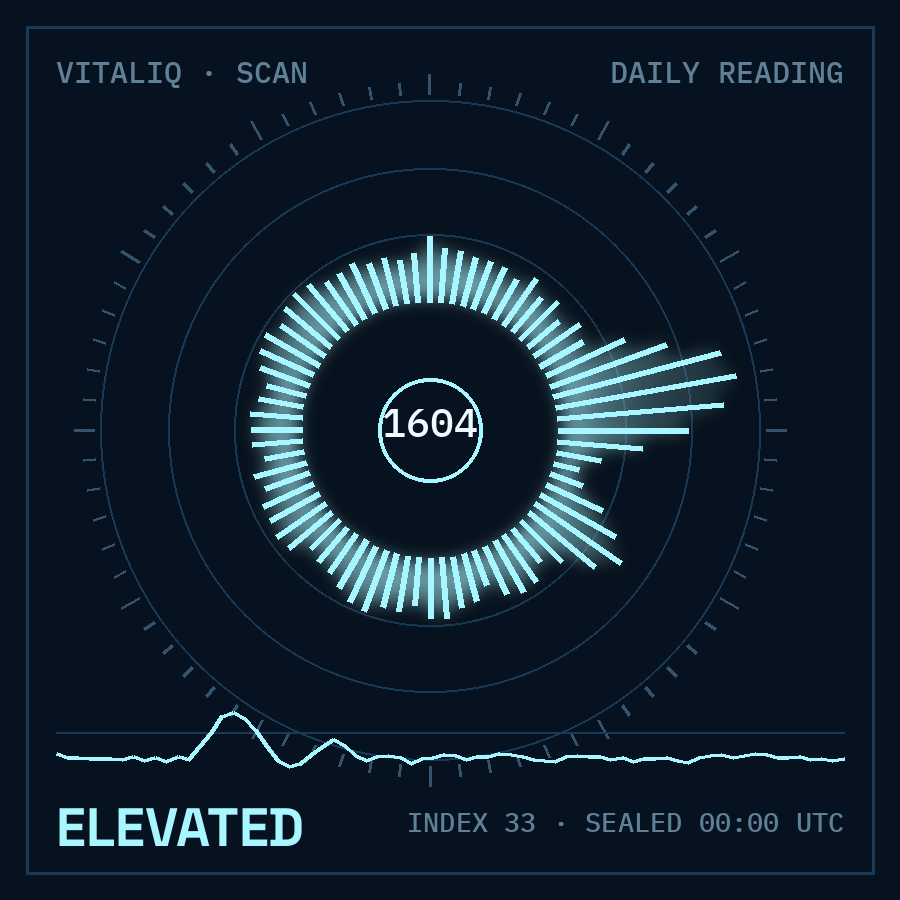 VITALIQ · SCAN
DAILY READING
1604
ELEVATED
INDEX 33 · SEALED 00:00 UTC